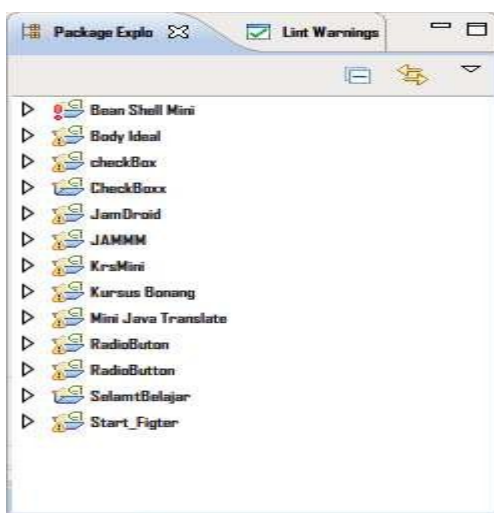 Package Explo Lint Warnings
Bean Shell Mini
Body Ideal
checkBox
CheckBoxx
JamDroid
JAMMM
KrsMini
Kursus Bonang
Mini Java Translate
RadioButon
RadioButton
SelamtBelajar
Start_Figter